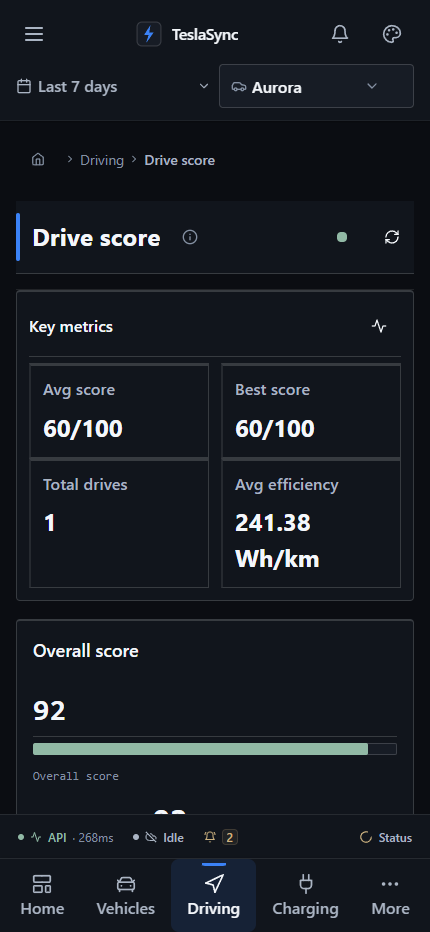 TeslaSync
Last 7 days
Aurora
Driving
Drive score
Drive score
Key metrics
Avg score
Best score
60/100
60/100
Total drives
Avg efficiency
1
241.38
Wh/km
Overall score
92
Overall score
API · 268ms
Idle
2
Status
Home
Vehicles
Driving
Charging
More